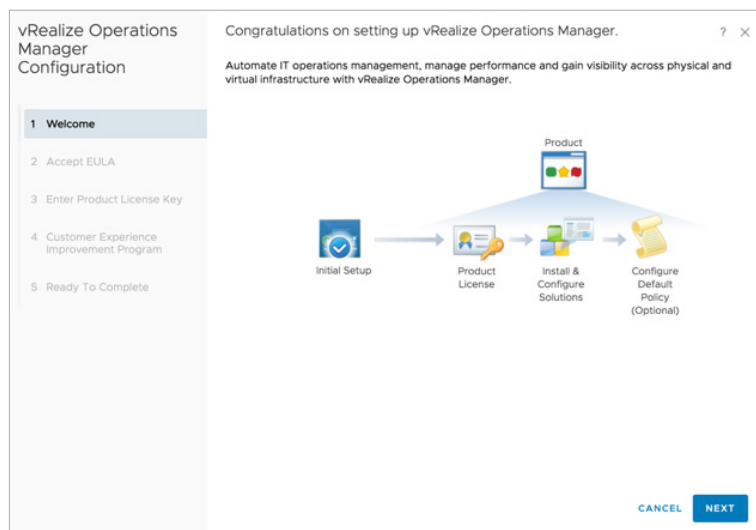 vRealize Operations
Manager
Configuration
1 Welcome
2 Accept EULA
3 Enter Product License Key
4 Customer Experience
Improvement Program
5 Ready To Complete
Congratulations on setting up vRealize Operations Manager.
?
Automate IT operations management, manage performance and gain visibility across physical and
virtual infrastructure with vRealize Operations Manager.
Product
Initial Setup
Product
License
Install &
Configure
Solutions
Configure
Default
Policy
(Optional)
CANCEL
NEXT